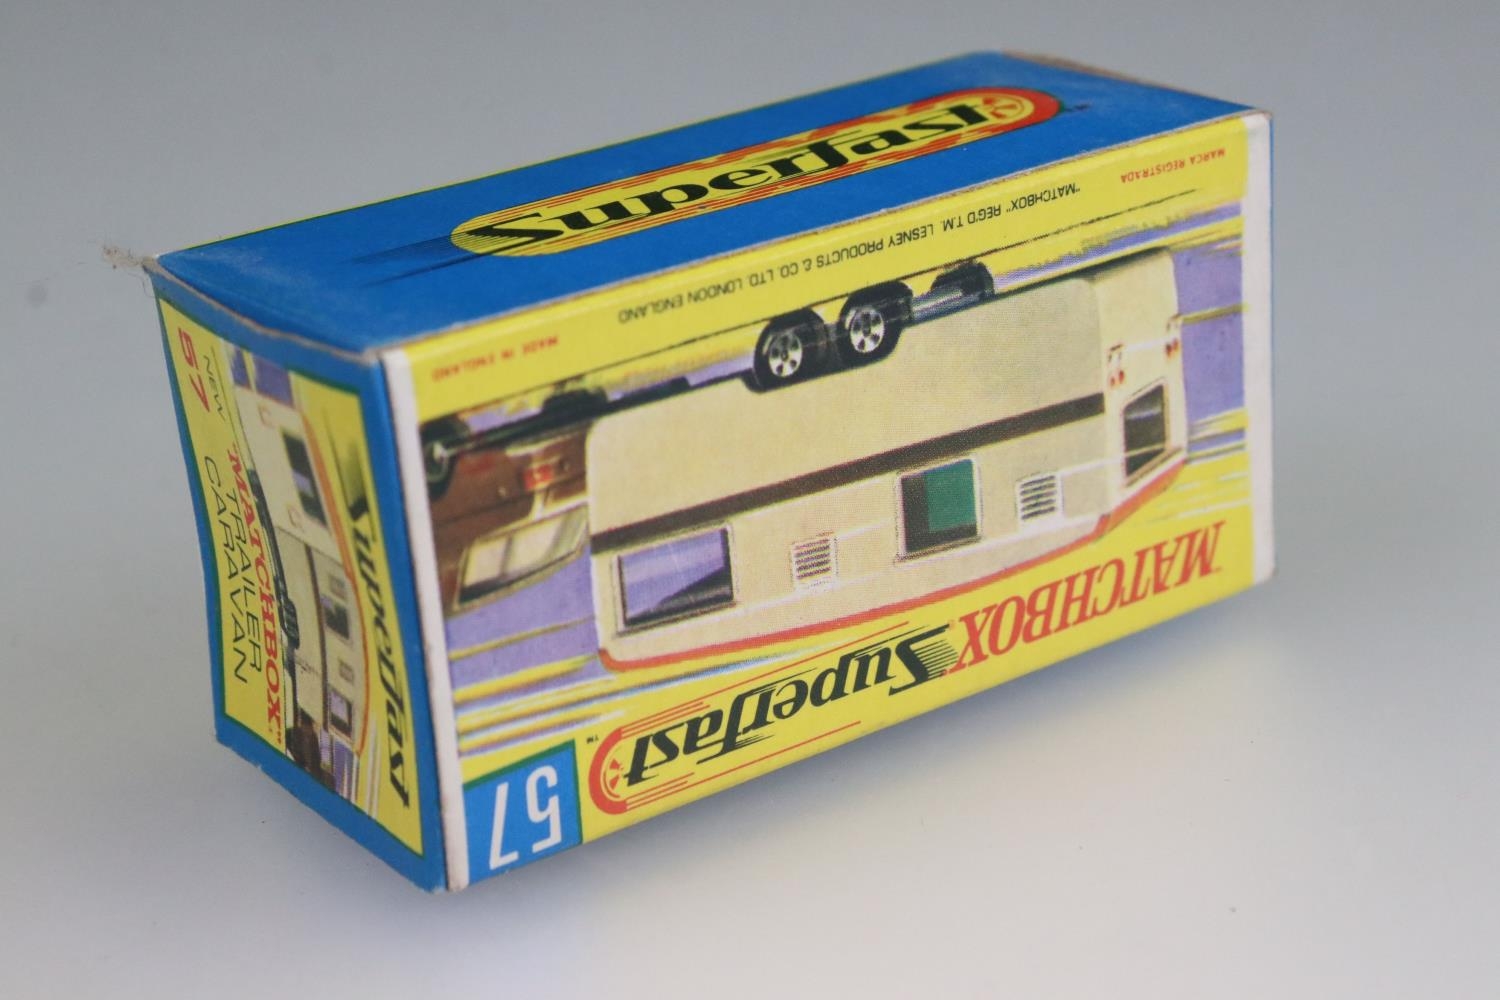 Superfast
MARCA REGISTRADA
"MATCHBOX" REG'D T.M. LESNEY PRODUCTS & CO. LTD. LONDON ENGLAND
MADE IN ENGLAND
MATCHBOX Superfast ™
57
Superfast
NEW "MATCHBOX"
57 TRAILER
CARAVAN